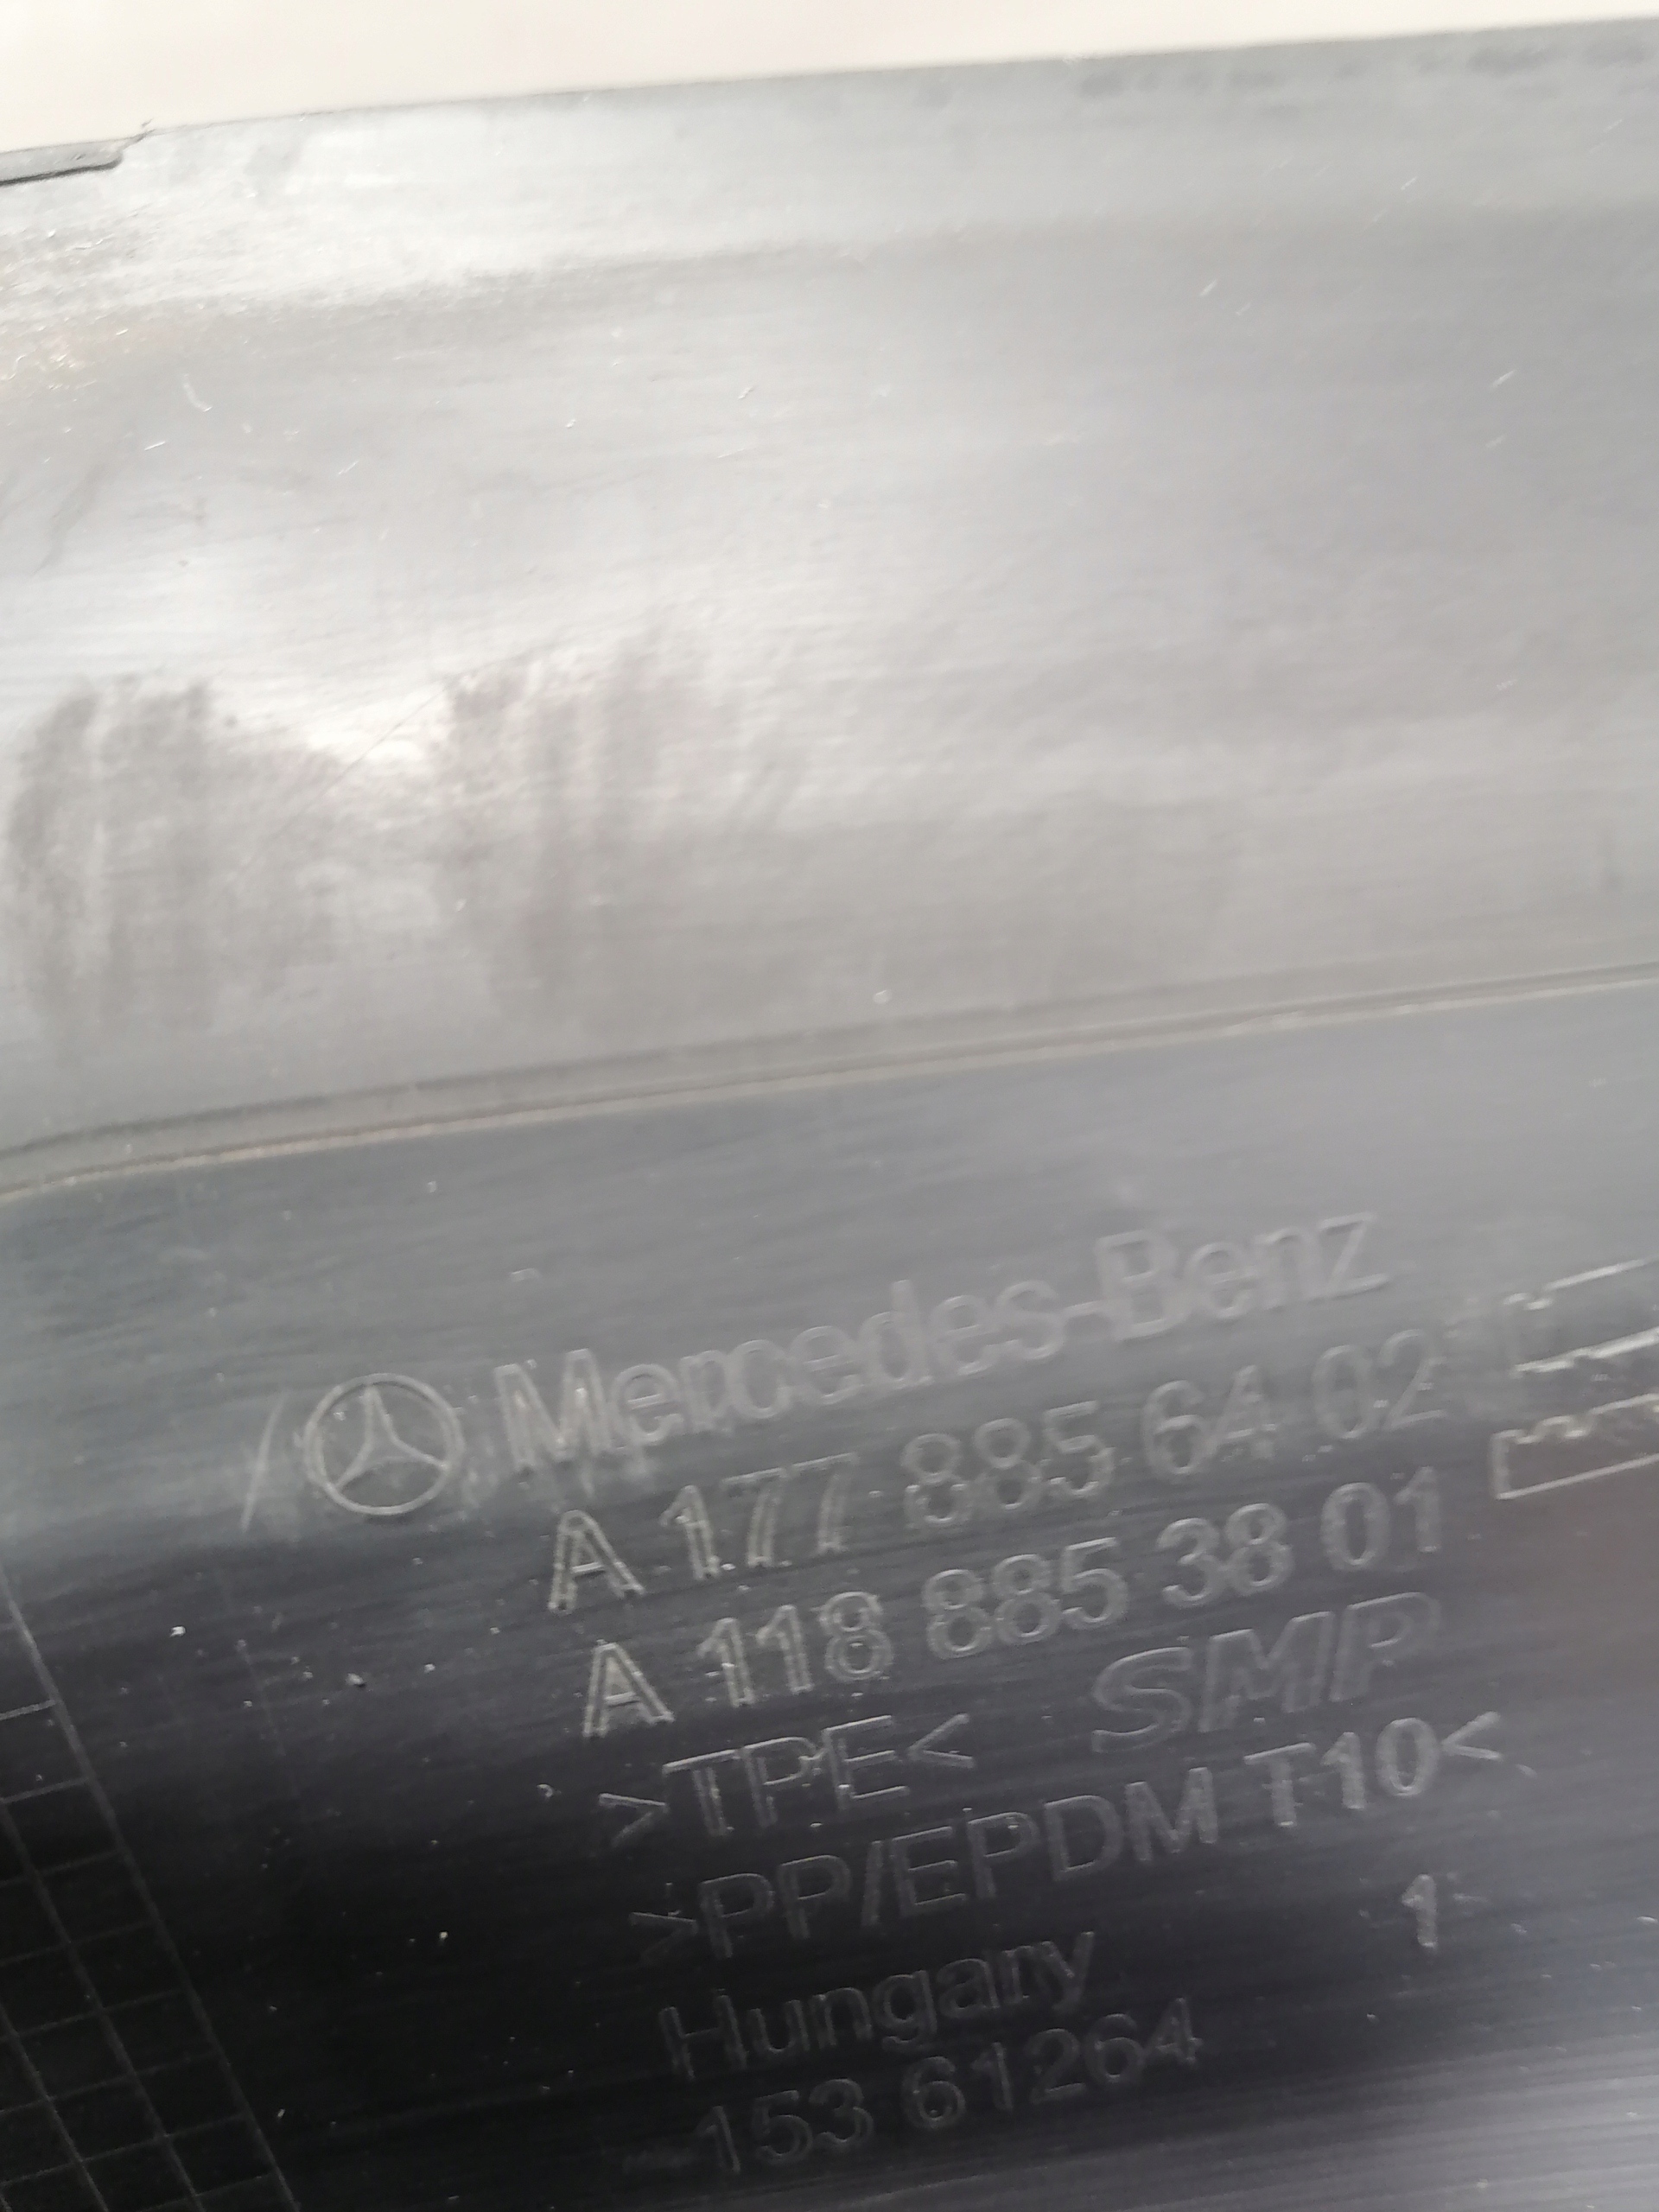 Mercedes-Benz
A 177 885 64 02
A 118 885 38 01
>TPE< SMP
>PP/EPDM T10<
Hungary 1
153 61264